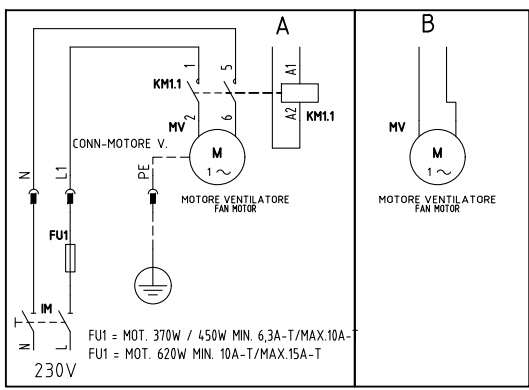 A
B
1
5
A1
KM1.1
A2
KM1.1
2
6
MV
CONN-MOTORE V.
M
1 ~
MV
M
1 ~
N
L1
PE
MOTORE VENTILATORE
FAN MOTOR
MOTORE VENTILATORE
FAN MOTOR
FU1
IM
N
L
FU1 = MOT. 370W / 450W MIN. 6,3A-T/MAX.10A-T
FU1 = MOT. 620W MIN. 10A-T/MAX.15A-T
230V